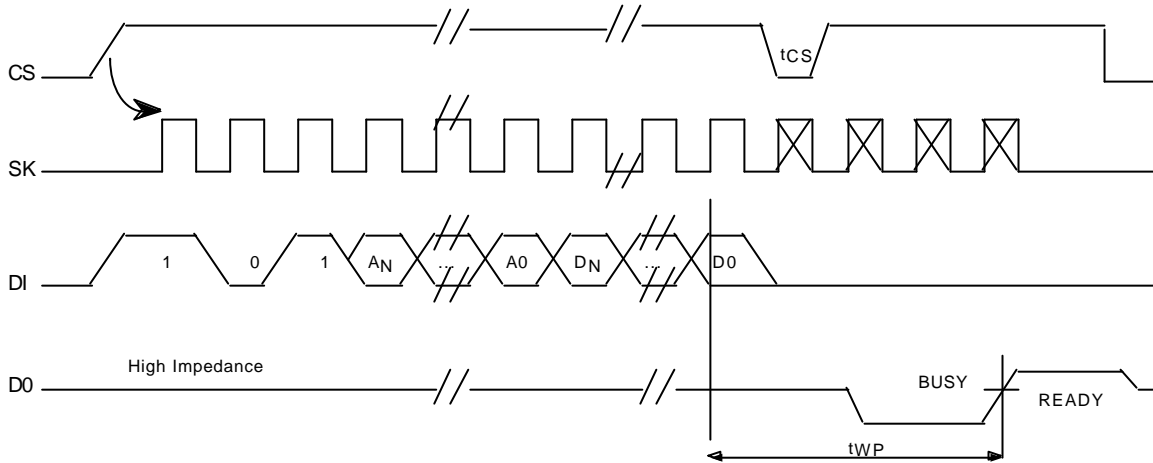 tCS
CS
SK
1 0 1 AN ... A0 DN ... D0
DI
High Impedance
D0
BUSY
READY
tWP